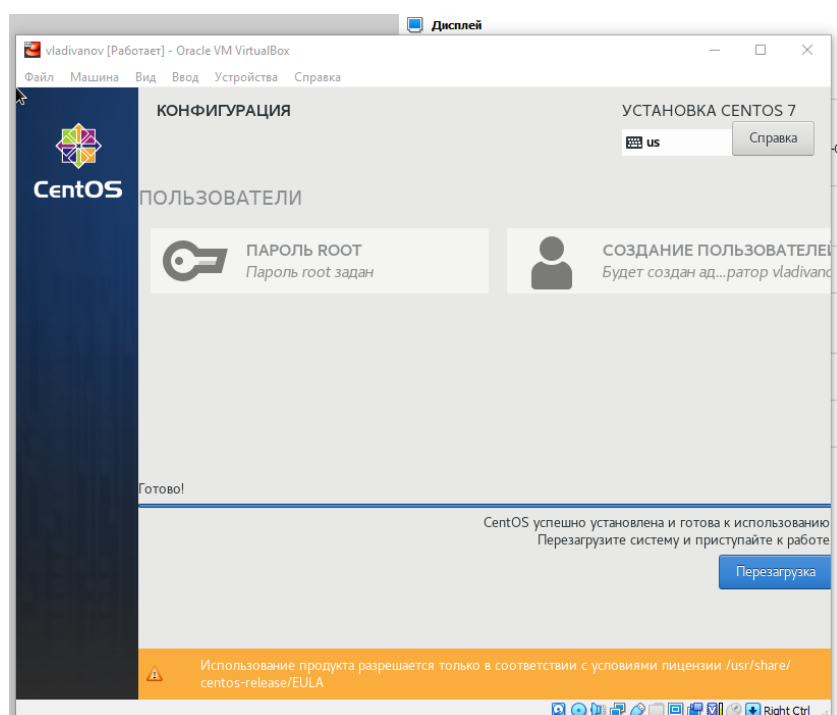 Дисплей
vladivanov [Работает] - Oracle VM VirtualBox
Файл Машина Вид Ввод Устройства Справка
КОНФИГУРАЦИЯ
УСТАНОВКА CENTOS 7
us
Справка
CentOS
ПОЛЬЗОВАТЕЛИ
ПАРОЛЬ ROOT
Пароль root задан
СОЗДАНИЕ ПОЛЬЗОВАТЕЛЕЙ
Будет создан ад...ратор vladivano
Готово!
CentOS успешно установлена и готова к использованию
Перезагрузите систему и приступайте к работе
Перезагрузка
Использование продукта разрешается только в соответствии с условиями лицензии /usr/share/
centos-release/EULA
Right Ctrl